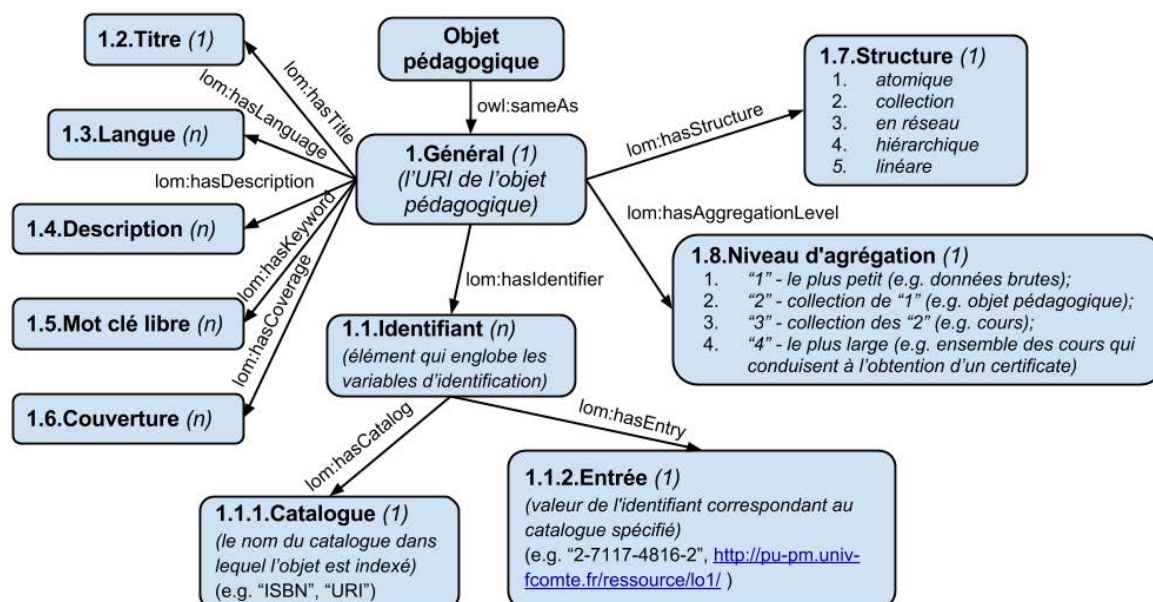 Objet
pédagogique
owl:sameAs
1.Général (1)
(l’URI de l’objet
pédagogique)
lom:hasTitle
1.2.Titre (1)
lom:hasLanguage
1.3.Langue (n)
lom:hasDescription
1.4.Description (n)
lom:hasKeyword
1.5.Mot clé libre (n)
lom:hasCoverage
1.6.Couverture (n)
lom:hasStructure
1.7.Structure (1)
1. atomique
2. collection
3. en réseau
4. hiérarchique
5. linéare
lom:hasAggregationLevel
1.8.Niveau d'agrégation (1)
1. “1” - le plus petit (e.g. données brutes);
2. “2” - collection de “1” (e.g. objet pédagogique);
3. “3” - collection des “2” (e.g. cours);
4. “4” - le plus large (e.g. ensemble des cours qui
conduisent à l’obtention d’un certificate)
lom:hasIdentifier
1.1.Identifiant (n)
(élément qui englobe les
variables d’identification)
lom:hasCatalog
1.1.1.Catalogue (1)
(le nom du catalogue dans
lequel l’objet est indexé)
(e.g. “ISBN”, “URI”)
lom:hasEntry
1.1.2.Entrée (1)
(valeur de l'identifiant correspondant au
catalogue spécifié)
(e.g. “2-7117-4816-2”, http://pu-pm.univ-
fcomte.fr/ressource/lo1/ )